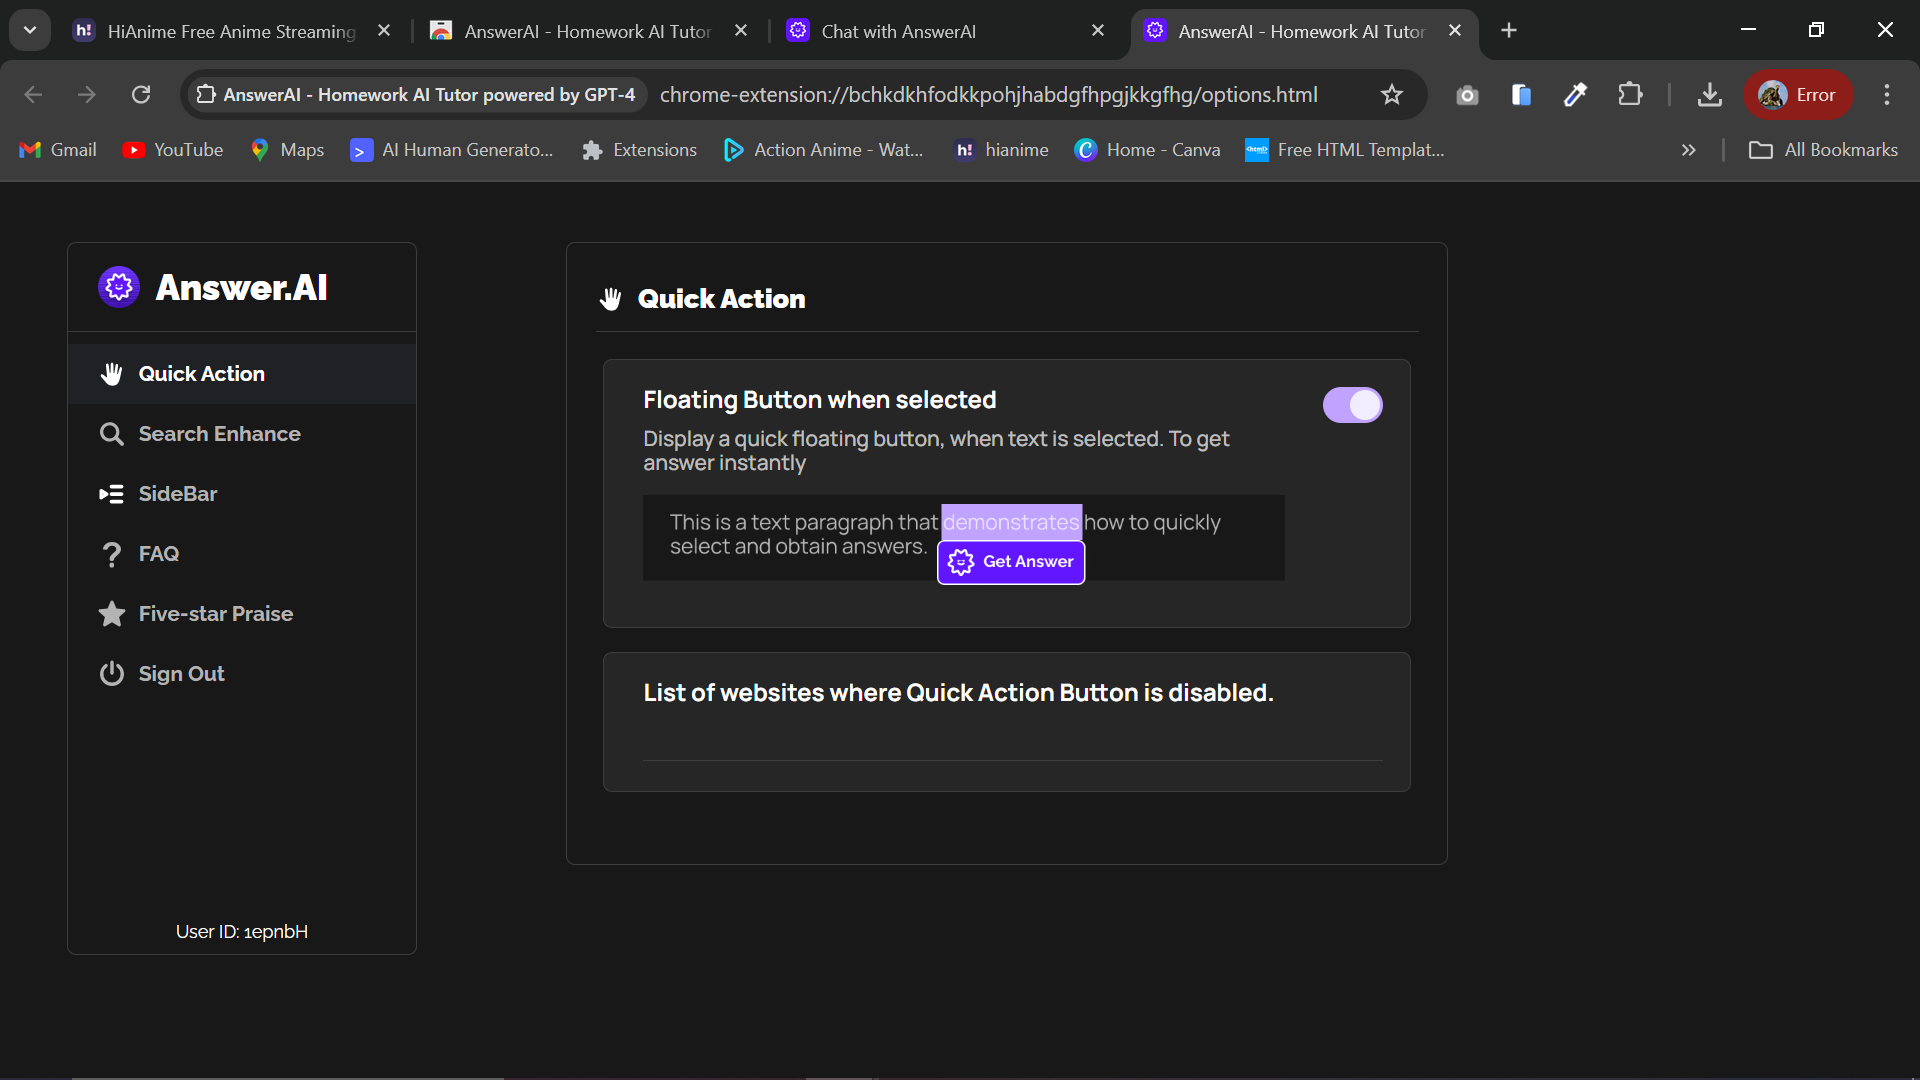 HiAnime Free Anime Streaming
AnswerAI - Homework AI Tutor
Chat with AnswerAI
AnswerAI - Homework AI Tutor
AnswerAI - Homework AI Tutor powered by GPT-4
chrome-extension://bchkdkhfodkkpohjhabdgfhpgjkkgfhg/options.html
Error
Gmail
YouTube
Maps
AI Human Generato...
Extensions
Action Anime - Wat...
hianime
Home - Canva
Free HTML Templat...
All Bookmarks
Answer.AI
Quick Action
Search Enhance
SideBar
FAQ
Five-star Praise
Sign Out
User ID: 1epnbH
Quick Action
Floating Button when selected
Display a quick floating button, when text is selected. To get
answer instantly
This is a text paragraph that demonstrates how to quickly
select and obtain answers.
Get Answer
List of websites where Quick Action Button is disabled.